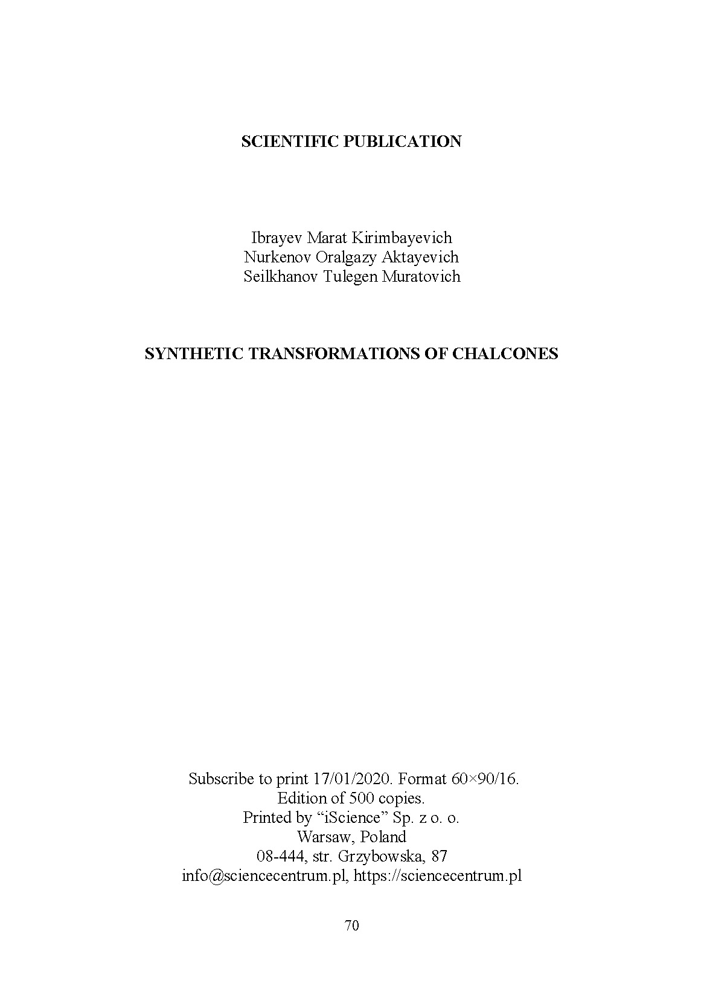 SCIENTIFIC PUBLICATION
Ibrayev Marat Kirimbayevich
Nurkenov Oralgazy Aktayevich
Seilkhanov Tulegen Muratovich
SYNTHETIC TRANSFORMATIONS OF CHALCONES
Subscribe to print 17/01/2020. Format 60×90/16.
Edition of 500 copies.
Printed by “iScience” Sp. z o. o.
Warsaw, Poland
08-444, str. Grzybowska, 87
info@sciencecentrum.pl, https://sciencecentrum.pl
70